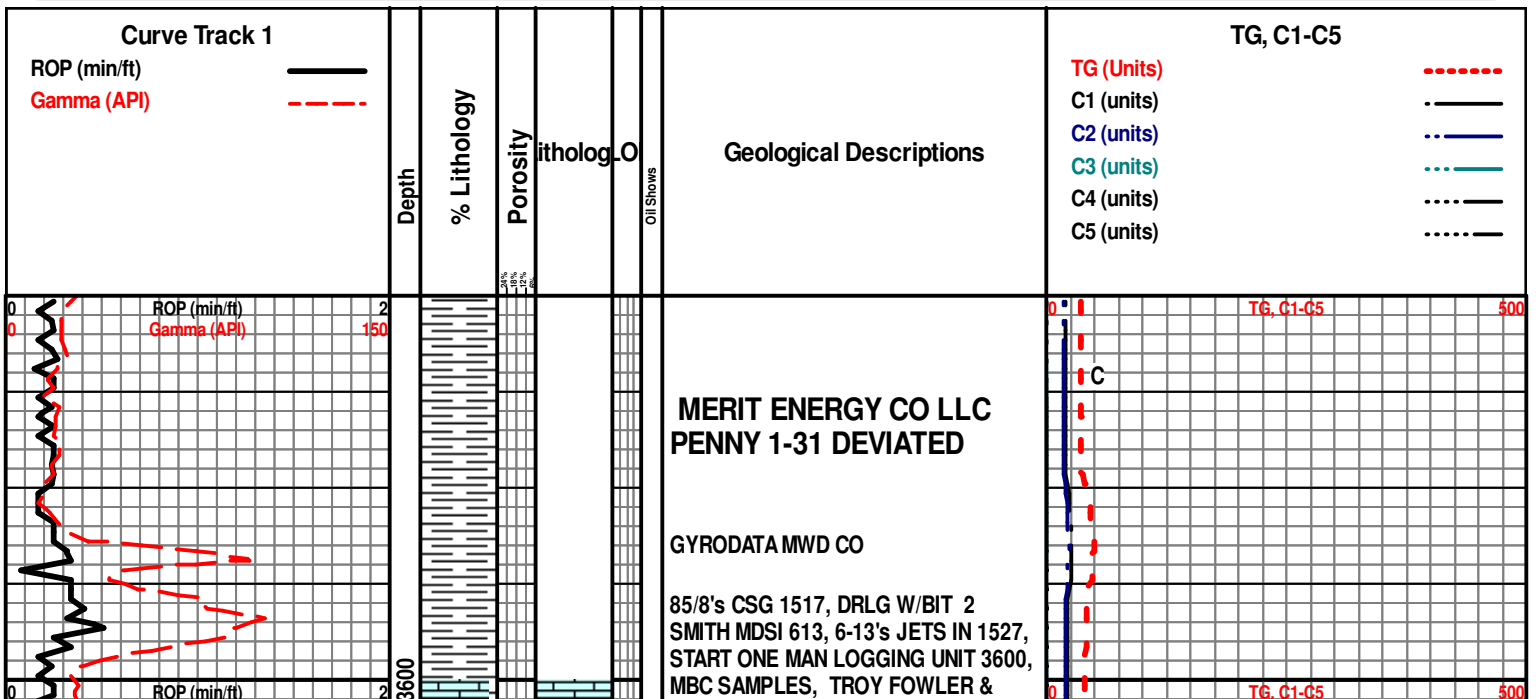 Curve Track 1
ROP (min/ft)
Gamma (API)
Depth
% Lithology
Porosity
24%
18%
12%
6%
itholog
LO
Oil Shows
Geological Descriptions
TG, C1-C5
TG (Units)
C1 (units)
C2 (units)
C3 (units)
C4 (units)
C5 (units)
0 ROP (min/ft) 2
0 Gamma (API) 150
0 TG, C1-C5 500
C
MERIT ENERGY CO LLC
PENNY 1-31 DEVIATED
GYRODATA MWD CO
85/8's CSG 1517, DRLG W/BIT 2
SMITH MDSI 613, 6-13's JETS IN 1527,
START ONE MAN LOGGING UNIT 3600,
MBC SAMPLES, TROY FOWLER &
3600
0 ROP (min/ft) 2
0 TG, C1-C5 500